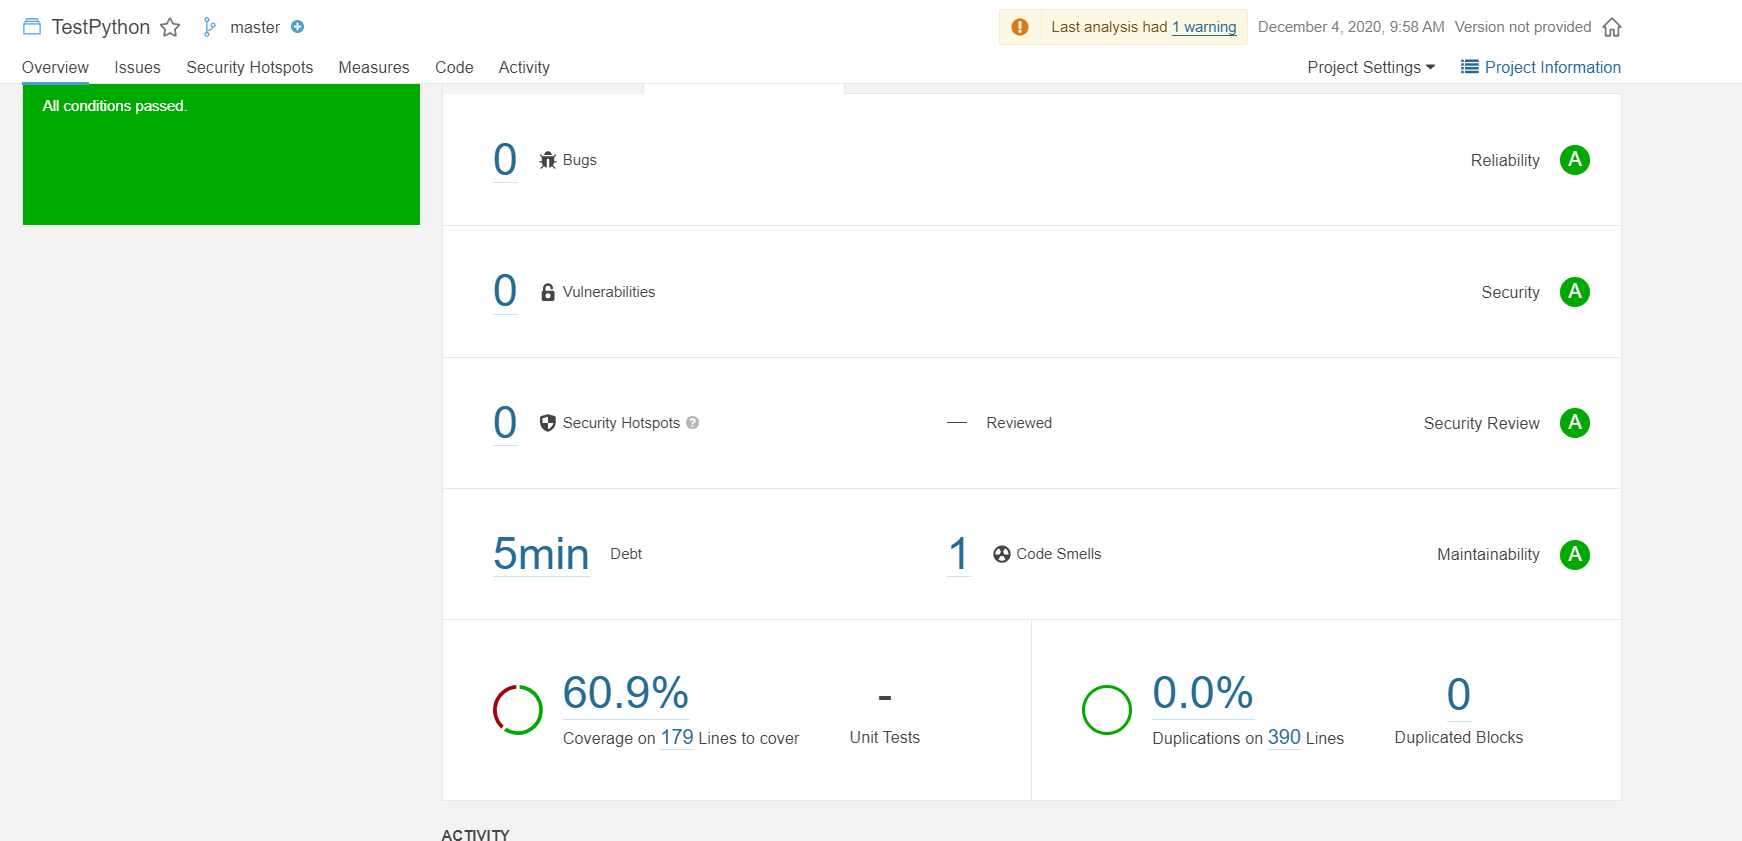 TestPython master
Last analysis had 1 warning December 4, 2020, 9:58 AM Version not provided
Overview Issues Security Hotspots Measures Code Activity
Project Settings Project Information
All conditions passed.
0 Bugs Reliability A
0 Vulnerabilities Security A
0 Security Hotspots ? — Reviewed Security Review A
5min Debt 1 Code Smells Maintainability A
60.9% - 0.0% 0
Coverage on 179 Lines to cover Unit Tests Duplications on 390 Lines Duplicated Blocks
ACTIVITY